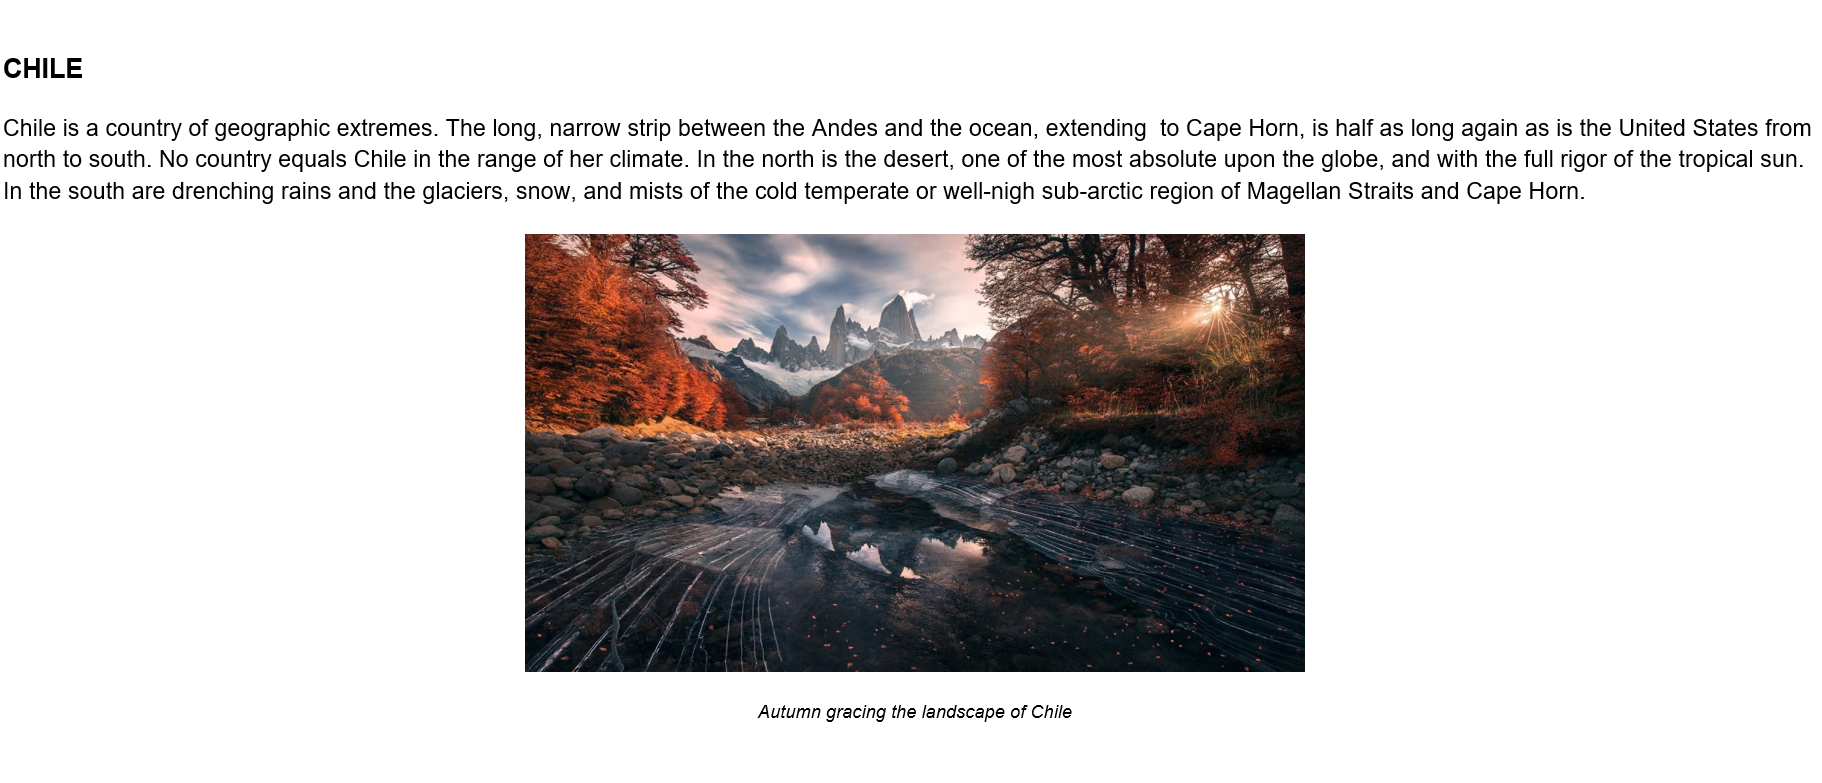 CHILE
Chile is a country of geographic extremes. The long, narrow strip between the Andes and the ocean, extending  to Cape Horn, is half as long again as is the United States from
north to south. No country equals Chile in the range of her climate. In the north is the desert, one of the most absolute upon the globe, and with the full rigor of the tropical sun.
In the south are drenching rains and the glaciers, snow, and mists of the cold temperate or well-nigh sub-arctic region of Magellan Straits and Cape Horn.
Autumn gracing the landscape of Chile